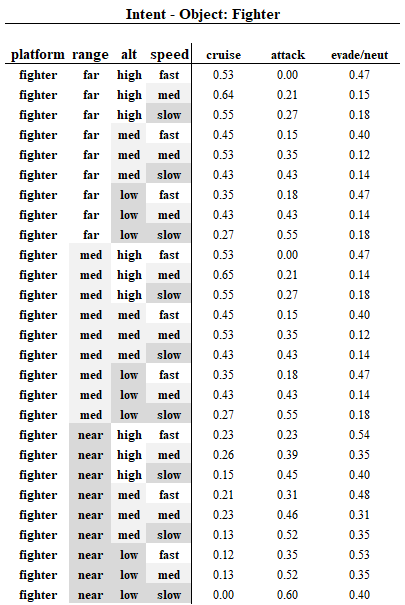 Intent - Object: Fighter
platform range alt speed cruise attack evade/neut
fighter far high fast 0.53 0.00 0.47
fighter far high med 0.64 0.21 0.15
fighter far high slow 0.55 0.27 0.18
fighter far med fast 0.45 0.15 0.40
fighter far med med 0.53 0.35 0.12
fighter far med slow 0.43 0.43 0.14
fighter far low fast 0.35 0.18 0.47
fighter far low med 0.43 0.43 0.14
fighter far low slow 0.27 0.55 0.18
fighter med high fast 0.53 0.00 0.47
fighter med high med 0.65 0.21 0.14
fighter med high slow 0.55 0.27 0.18
fighter med med fast 0.45 0.15 0.40
fighter med med med 0.53 0.35 0.12
fighter med med slow 0.43 0.43 0.14
fighter med low fast 0.35 0.18 0.47
fighter med low med 0.43 0.43 0.14
fighter med low slow 0.27 0.55 0.18
fighter near high fast 0.23 0.23 0.54
fighter near high med 0.26 0.39 0.35
fighter near high slow 0.15 0.45 0.40
fighter near med fast 0.21 0.31 0.48
fighter near med med 0.23 0.46 0.31
fighter near med slow 0.13 0.52 0.35
fighter near low fast 0.12 0.35 0.53
fighter near low med 0.13 0.52 0.35
fighter near low slow 0.00 0.60 0.40